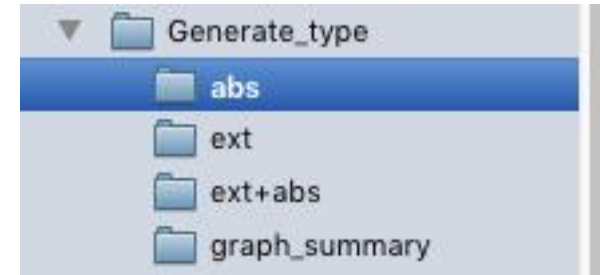 Generate_type
abs
ext
ext+abs
graph_summary